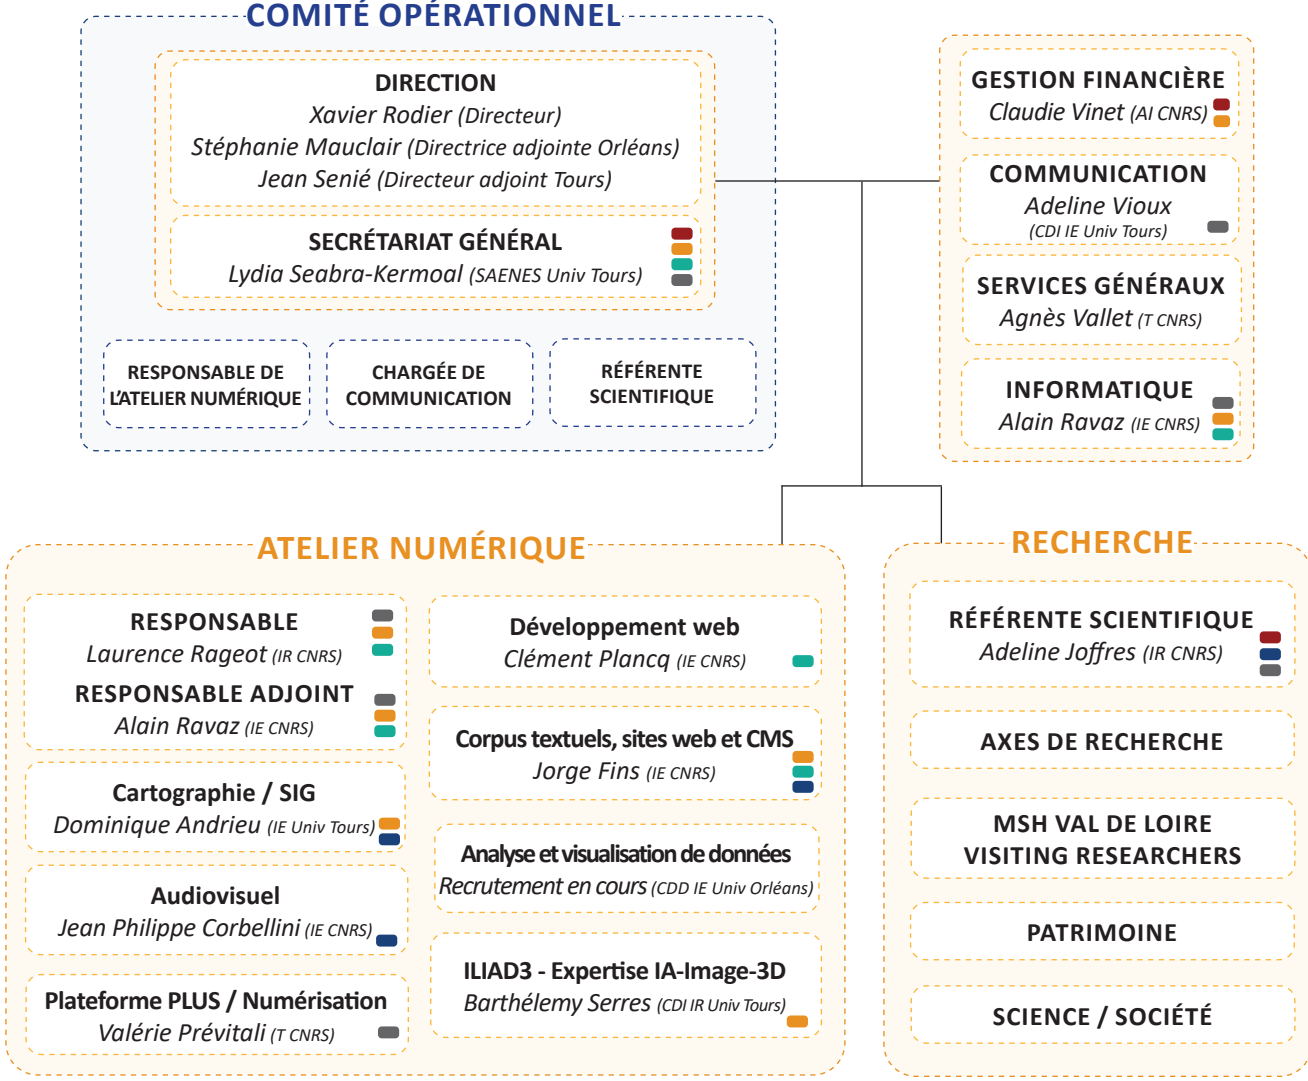 COMITÉ OPÉRATIONNEL
DIRECTION
Xavier Rodier (Directeur)
Stéphanie Mauclair (Directrice adjointe Orléans)
Jean Senié (Directeur adjoint Tours)
SECRÉTARIAT GÉNÉRAL
Lydia Seabra-Kermoal (SAENES Univ Tours)
RESPONSABLE DE
L'ATELIER NUMÉRIQUE
CHARGÉE DE
COMMUNICATION
RÉFÉRENTE
SCIENTIFIQUE
GESTION FINANCIÈRE
Claudie Vinet (AI CNRS)
COMMUNICATION
Adeline Vioux
(CDI IE Univ Tours)
SERVICES GÉNÉRAUX
Agnès Vallet (T CNRS)
INFORMATIQUE
Alain Ravaz (IE CNRS)
ATELIER NUMÉRIQUE
RESPONSABLE
Laurence Rageot (IR CNRS)
RESPONSABLE ADJOINT
Alain Ravaz (IE CNRS)
Cartographie / SIG
Dominique Andrieu (IE Univ Tours)
Audiovisuel
Jean Philippe Corbellini (IE CNRS)
Plateforme PLUS / Numérisation
Valérie Prévitali (T CNRS)
Développement web
Clément Plancq (IE CNRS)
Corpus textuels, sites web et CMS
Jorge Fins (IE CNRS)
Analyse et visualisation de données
Recrutement en cours (CDD IE Univ Orléans)
ILIAD3 - Expertise IA-Image-3D
Barthélemy Serres (CDI IR Univ Tours)
RECHERCHE
RÉFÉRENTE SCIENTIFIQUE
Adeline Joffres (IR CNRS)
AXES DE RECHERCHE
MSH VAL DE LOIRE
VISITING RESEARCHERS
PATRIMOINE
SCIENCE / SOCIÉTÉ